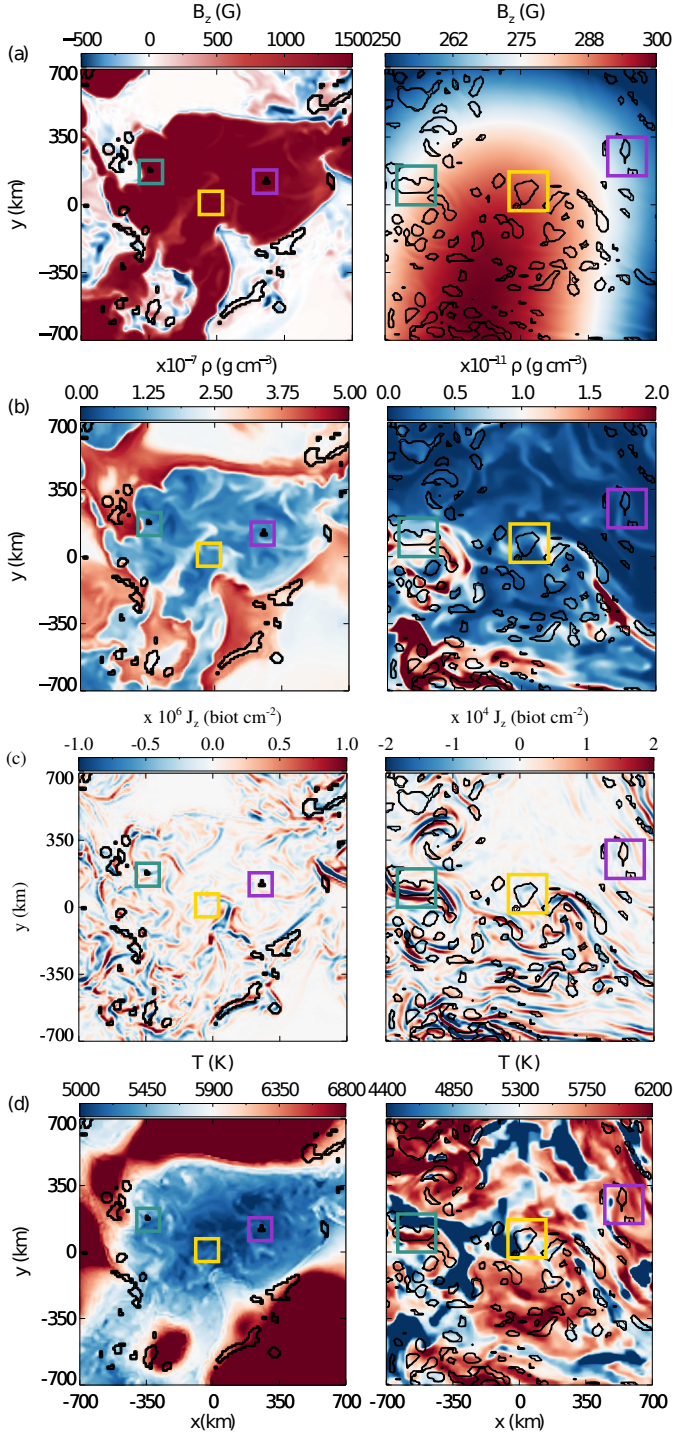 B_z (G) B_z (G)
(a) −500 0 500 1000 1500 250 262 275 288 300
700
350
y (km) 0
−350
−700
x10^-7 ρ (g cm^-3) x10^-11 ρ (g cm^-3)
(b) 0.00 1.25 2.50 3.75 5.00 0.0 0.5 1.0 1.5 2.0
700
350
y (km) 0
−350
−700
x 10^6 J_z (biot cm^-2) x 10^4 J_z (biot cm^-2)
(c) -1.0 -0.5 0.0 0.5 1.0 -2 -1 0 1 2
700
350
y (km) 0
-350
-700
T (K) T (K)
(d) 5000 5450 5900 6350 6800 4400 4850 5300 5750 6200
700
350
y (km) 0
-350
-700
-700 -350 0 350 700 -700 -350 0 350 700
x(km) x (km)